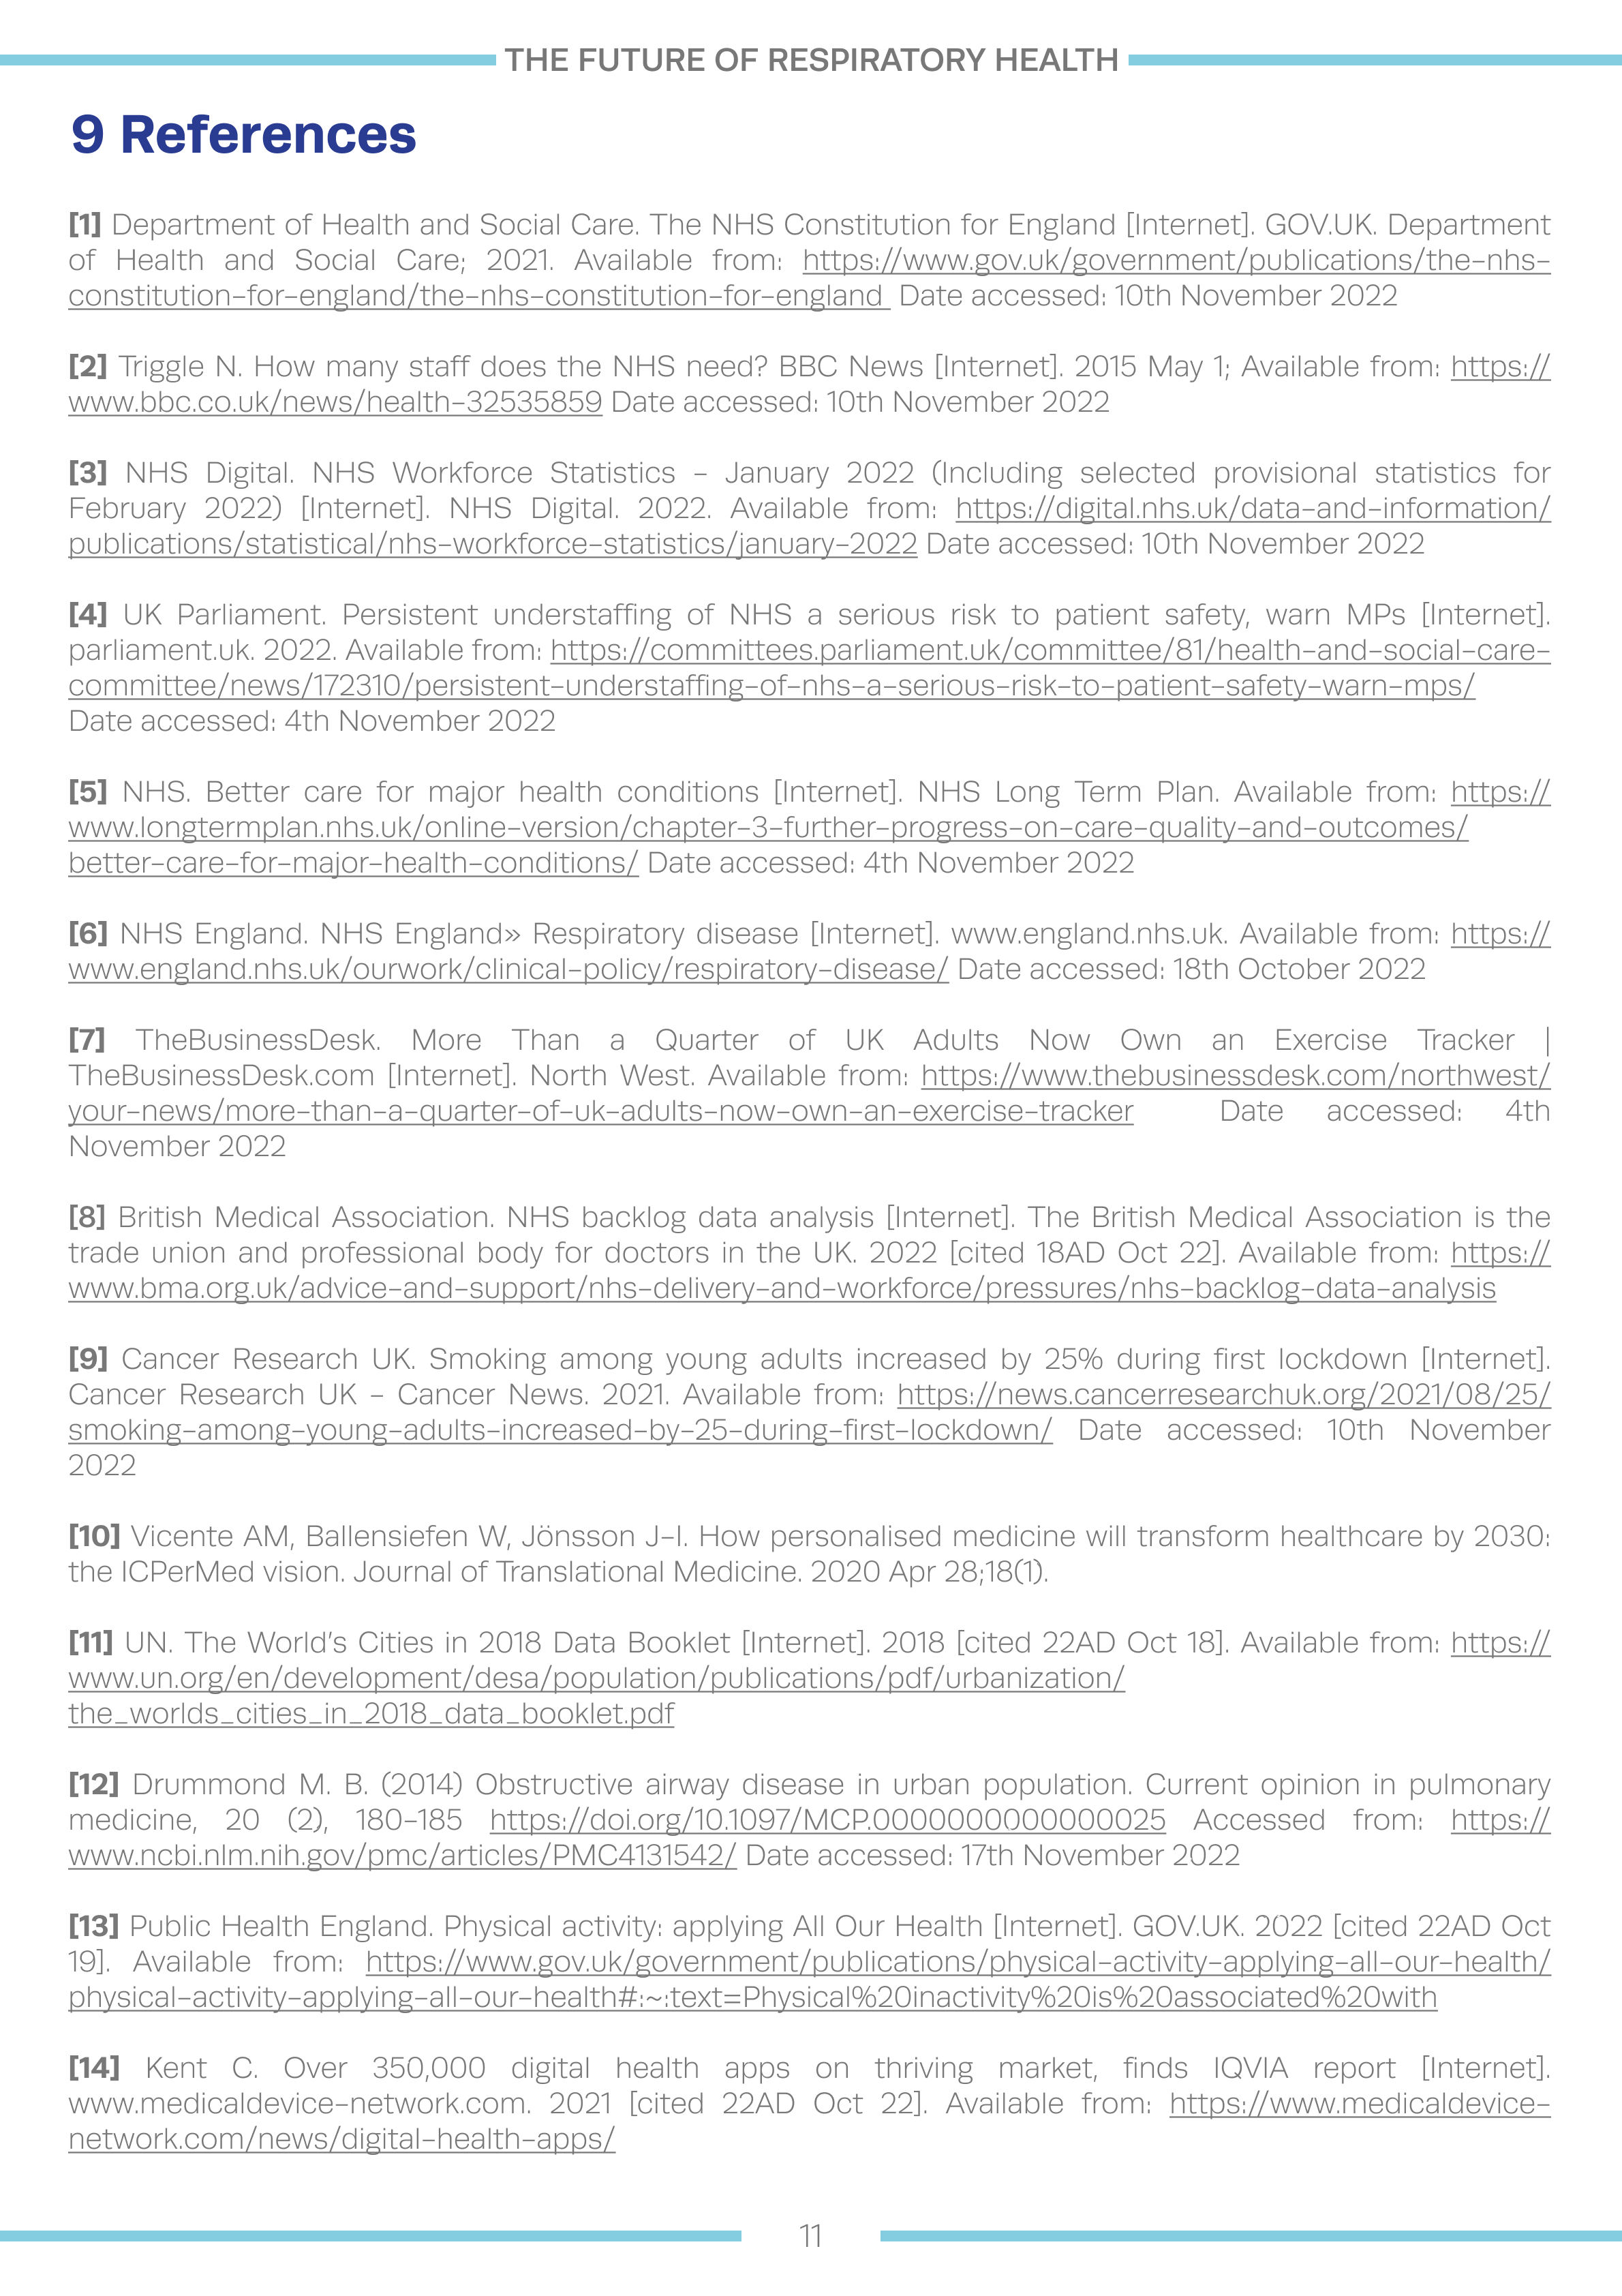 THE FUTURE OF RESPIRATORY HEALTH
9 References
[1] Department of Health and Social Care. The NHS Constitution for England [Internet]. GOV.UK. Department
of Health and Social Care; 2021. Available from: https://www.gov.uk/government/publications/the-nhs-
constitution-for-england/the-nhs-constitution-for-england Date accessed: 10th November 2022
[2] Triggle N. How many staff does the NHS need? BBC News [Internet]. 2015 May 1; Available from: https://
www.bbc.co.uk/news/health-32535859 Date accessed: 10th November 2022
[3] NHS Digital. NHS Workforce Statistics - January 2022 (Including selected provisional statistics for
February 2022) [Internet]. NHS Digital. 2022. Available from: https://digital.nhs.uk/data-and-information/
publications/statistical/nhs-workforce-statistics/january-2022 Date accessed: 10th November 2022
[4] UK Parliament. Persistent understaffing of NHS a serious risk to patient safety, warn MPs [Internet].
parliament.uk. 2022. Available from: https://committees.parliament.uk/committee/81/health-and-social-care-
committee/news/172310/persistent-understaffing-of-nhs-a-serious-risk-to-patient-safety-warn-mps/
Date accessed: 4th November 2022
[5] NHS. Better care for major health conditions [Internet]. NHS Long Term Plan. Available from: https://
www.longtermplan.nhs.uk/online-version/chapter-3-further-progress-on-care-quality-and-outcomes/
better-care-for-major-health-conditions/ Date accessed: 4th November 2022
[6] NHS England. NHS England» Respiratory disease [Internet]. www.england.nhs.uk. Available from: https://
www.england.nhs.uk/ourwork/clinical-policy/respiratory-disease/ Date accessed: 18th October 2022
[7] TheBusinessDesk. More Than a Quarter of UK Adults Now Own an Exercise Tracker |
TheBusinessDesk.com [Internet]. North West. Available from: https://www.thebusinessdesk.com/northwest/
your-news/more-than-a-quarter-of-uk-adults-now-own-an-exercise-tracker Date accessed: 4th
November 2022
[8] British Medical Association. NHS backlog data analysis [Internet]. The British Medical Association is the
trade union and professional body for doctors in the UK. 2022 [cited 18AD Oct 22]. Available from: https://
www.bma.org.uk/advice-and-support/nhs-delivery-and-workforce/pressures/nhs-backlog-data-analysis
[9] Cancer Research UK. Smoking among young adults increased by 25% during first lockdown [Internet].
Cancer Research UK - Cancer News. 2021. Available from: https://news.cancerresearchuk.org/2021/08/25/
smoking-among-young-adults-increased-by-25-during-first-lockdown/ Date accessed: 10th November
2022
[10] Vicente AM, Ballensiefen W, Jönsson J-I. How personalised medicine will transform healthcare by 2030:
the ICPerMed vision. Journal of Translational Medicine. 2020 Apr 28;18(1).
[11] UN. The World's Cities in 2018 Data Booklet [Internet]. 2018 [cited 22AD Oct 18]. Available from: https://
www.un.org/en/development/desa/population/publications/pdf/urbanization/
the_worlds_cities_in_2018_data_booklet.pdf
[12] Drummond M. B. (2014) Obstructive airway disease in urban population. Current opinion in pulmonary
medicine, 20 (2), 180-185 https://doi.org/10.1097/MCP.0000000000000025 Accessed from: https://
www.ncbi.nlm.nih.gov/pmc/articles/PMC4131542/ Date accessed: 17th November 2022
[13] Public Health England. Physical activity: applying All Our Health [Internet]. GOV.UK. 2022 [cited 22AD Oct
19]. Available from: https://www.gov.uk/government/publications/physical-activity-applying-all-our-health/
physical-activity-applying-all-our-health#:~:text=Physical%20inactivity%20is%20associated%20with
[14] Kent C. Over 350,000 digital health apps on thriving market, finds IQVIA report [Internet].
www.medicaldevice-network.com. 2021 [cited 22AD Oct 22]. Available from: https://www.medicaldevice-
network.com/news/digital-health-apps/
11